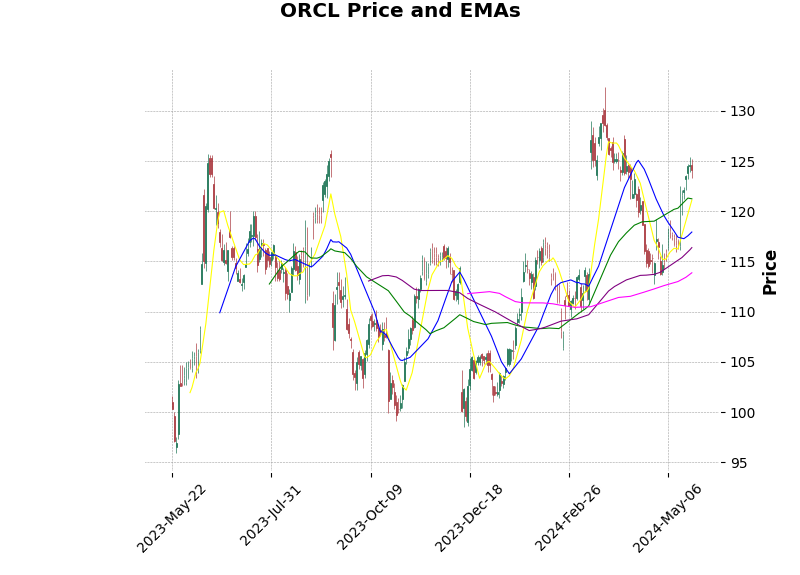 ORCL Price and EMAs
130
125
120
115
110
105
100
95
Price
2023-May-22
2023-Jul-31
2023-Oct-09
2023-Dec-18
2024-Feb-26
2024-May-06